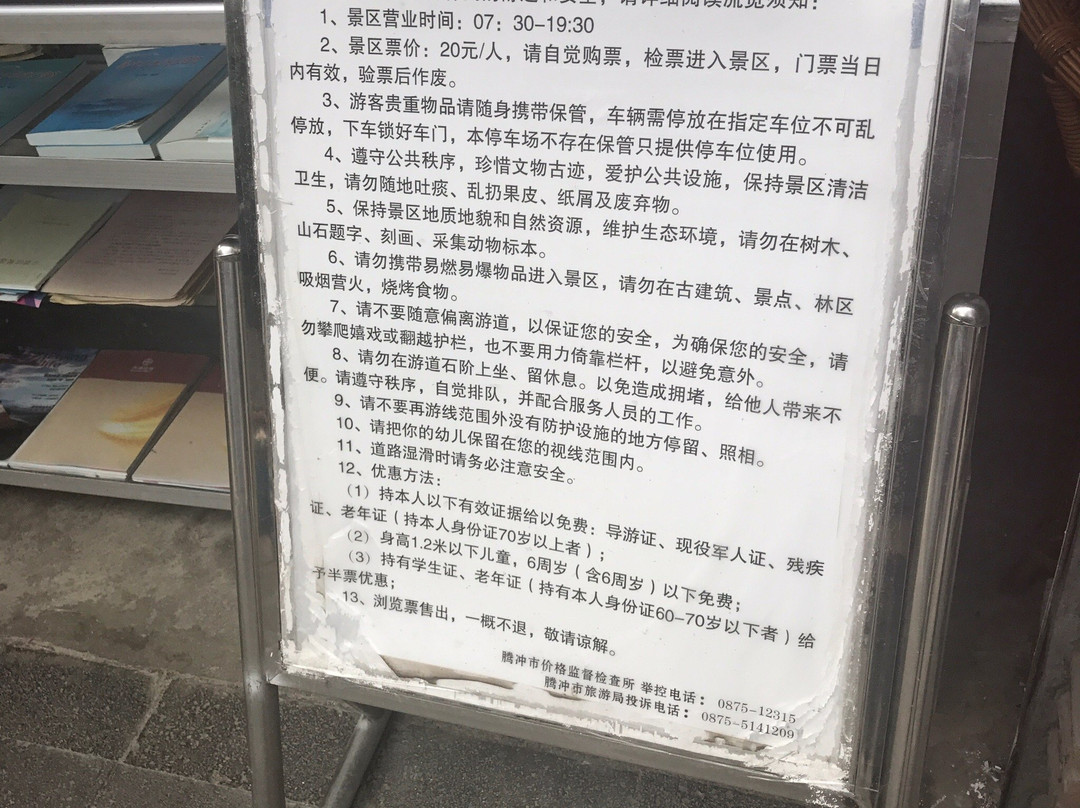 请详细阅读流览须知：
1、景区营业时间：07：30-19:30
2、景区票价：20元/人，请自觉购票，检票进入景区，门票当日
内有效，验票后作废。
3、游客贵重物品请随身携带保管，车辆需停放在指定车位不可乱
停放，下车锁好车门，本停车场不存在保管只提供停车位使用。
4、遵守公共秩序，珍惜文物古迹，爱护公共设施，保持景区清洁
卫生，请勿随地吐痰、乱扔果皮、纸屑及废弃物。
5、保持景区地质地貌和自然资源，维护生态环境，请勿在树木、
山石题字、刻画、采集动物标本。
6、请勿携带易燃易爆物品进入景区，请勿在古建筑、景点、林区
吸烟营火，烧烤食物。
7、请不要随意偏离游道，以保证您的安全，为确保您的安全，请
勿攀爬嬉戏或翻越护栏，也不要用力倚靠栏杆，以避免意外。
8、请勿在游道石阶上坐、留休息。以免造成拥堵，给他人带来不
便。请遵守秩序，自觉排队，并配合服务人员的工作。
9、请不要再游线范围外没有防护设施的地方停留、照相。
10、请把你的幼儿保留在您的视线范围内。
11、道路湿滑时请务必注意安全。
12、优惠方法：
（1）持本人以下有效证据给以免费：导游证、现役军人证、残疾
证、老年证（持本人身份证70岁以上者）；
（2）身高1.2米以下儿童，6周岁（含6周岁）以下免费；
（3）持有学生证、老年证（持有本人身份证60-70岁以下者）给
予半票优惠；
13、浏览票售出，一概不退，敬请谅解。
腾冲市价格监督检查所 举控电话： 0875-12315
腾冲市旅游局投诉电话： 0875-5141209